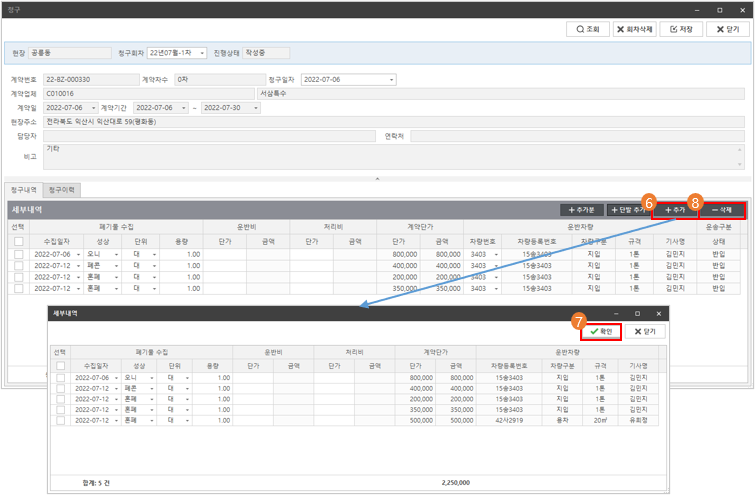 청구
조회 회차삭제 저장 닫기
현장 공릉동 청구회차 22년07월-1차 진행상태 작성중
계약번호 22-BZ-000330 계약차수 0차 청구일자 2022-07-06
계약업체 C010016 서삼특수
계약일 2022-07-06 계약기간 2022-07-06 ~ 2022-07-30
현장주소 전라북도 익산시 익산대로 59(평화동)
담당자 연락처
비고 기타
청구내역 청구이력
세부내역 추가분 단발 추가 6 추가 8 삭제
선택 폐기물 수집 운반비 처리비 계약단가 운반차량 운송구분
수집일자 성상 단위 용량 단가 금액 단가 금액 단가 금액 차량번호 차량등록번호 차량구분 규격 기사명 상태
2022-07-06 오니 대 1.00 800,000 800,000 3403 15송3403 지입 1톤 김민지 반입
2022-07-12 폐콘 대 1.00 400,000 400,000 3403 15송3403 지입 1톤 김민지 반입
2022-07-12 혼폐 대 1.00 200,000 200,000 3403 15송3403 지입 1톤 김민지 반입
2022-07-12 혼폐 대 1.00 350,000 350,000 3403 15송3403 지입 1톤 김민지 반입
세부내역
7 확인 닫기
선택 폐기물 수집 운반비 처리비 계약단가 운반차량
수집일자 성상 단위 용량 단가 금액 단가 금액 단가 금액 차량등록번호 차량구분 규격 기사명
2022-07-06 오니 대 1.00 800,000 800,000 15송3403 지입 1톤 김민지
2022-07-12 폐콘 대 1.00 400,000 400,000 15송3403 지입 1톤 김민지
2022-07-12 혼폐 대 1.00 200,000 200,000 15송3403 지입 1톤 김민지
2022-07-12 혼폐 대 1.00 350,000 350,000 15송3403 지입 1톤 김민지
2022-07-12 혼폐 대 1.00 500,000 500,000 42사2919 용차 20㎥ 유희정
합계: 5 건 2,250,000